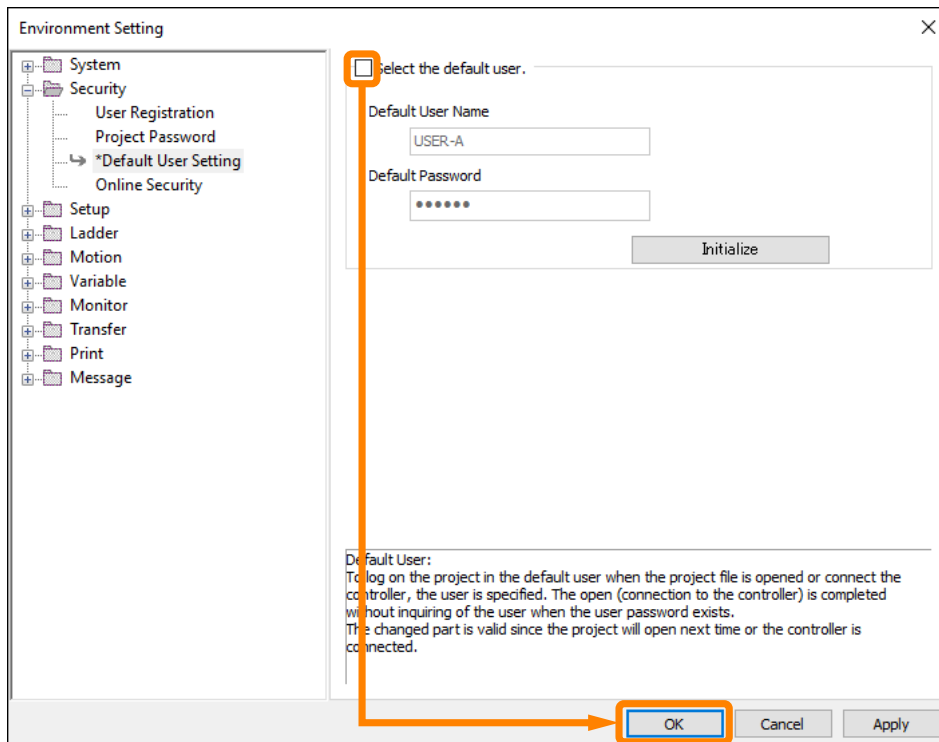 Environment Setting
System
Security
User Registration
Project Password
*Default User Setting
Online Security
Setup
Ladder
Motion
Variable
Monitor
Transfer
Print
Message
Select the default user.
Default User Name
USER-A
Default Password
••••••
Initialize
Default User:
To log on the project in the default user when the project file is opened or connect the
controller, the user is specified. The open (connection to the controller) is completed
without inquiring of the user when the user password exists.
The changed part is valid since the project will open next time or the controller is
connected.
OK
Cancel
Apply